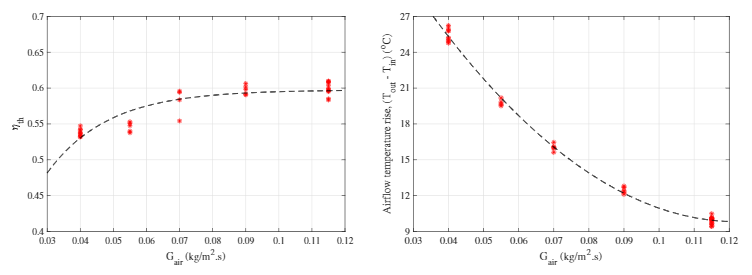 0.7
0.6
0.5
0.55
0.45
0.4
η_th
0.03 0.04 0.05 0.06 0.07 0.08 0.09 0.1 0.11 0.12
G_air (kg/m².s)
27
24
21
18
15
12
9
Airflow temperature rise, (T_out - T_in) (°C)
0.03 0.04 0.05 0.06 0.07 0.08 0.09 0.1 0.11 0.12
G_air (kg/m².s)